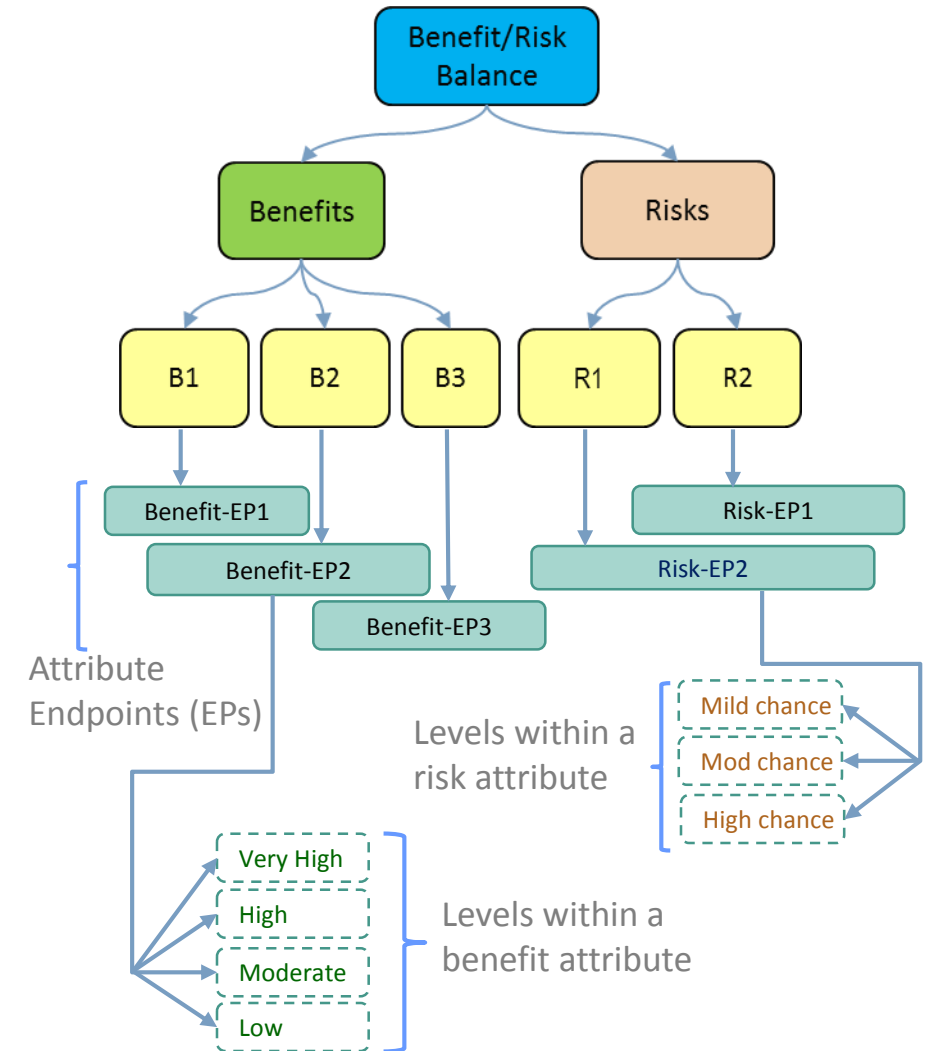 Benefit/Risk
Balance
Benefits
Risks
B1
B2
B3
R1
R2
Benefit-EP1
Risk-EP1
Benefit-EP2
Risk-EP2
Benefit-EP3
Attribute
Endpoints (EPs)
Levels within a
risk attribute
Mild chance
Mod chance
High chance
Very High
High
Moderate
Low
Levels within a
benefit attribute